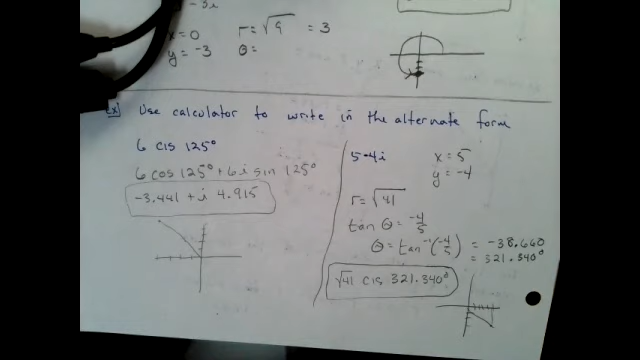 -3i
x=0
y=-3
r=√9 =3
θ=
ex Use calculator to write in the alternate form
6 cis 125°
6 cos 125° + 6 i sin 125°
-3.441 + i 4.915
5-4i
x=5
y=-4
r=√41
tan θ = -4/5
θ = tan⁻¹(-4/5) = -38.660
= 321.340°
√41 cis 321.340°